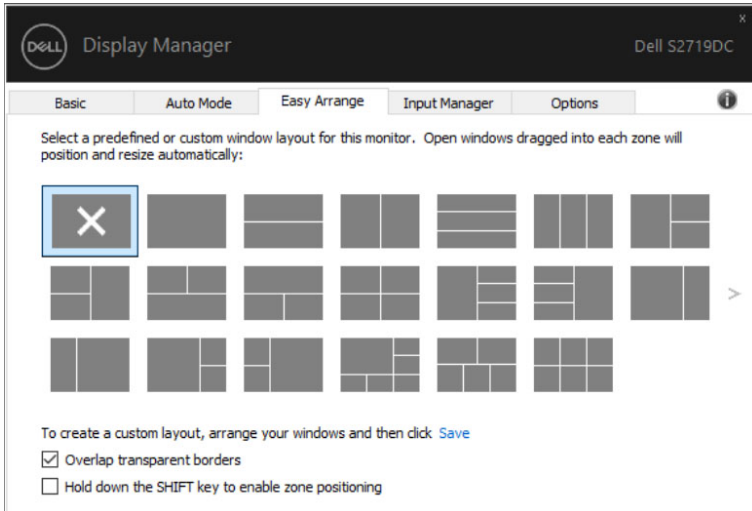 x
DELL
Display Manager
Dell S2719DC
Basic
Auto Mode
Easy Arrange
Input Manager
Options
i
Select a predefined or custom window layout for this monitor. Open windows dragged into each zone will
position and resize automatically:
>
To create a custom layout, arrange your windows and then click Save
Overlap transparent borders
Hold down the SHIFT key to enable zone positioning